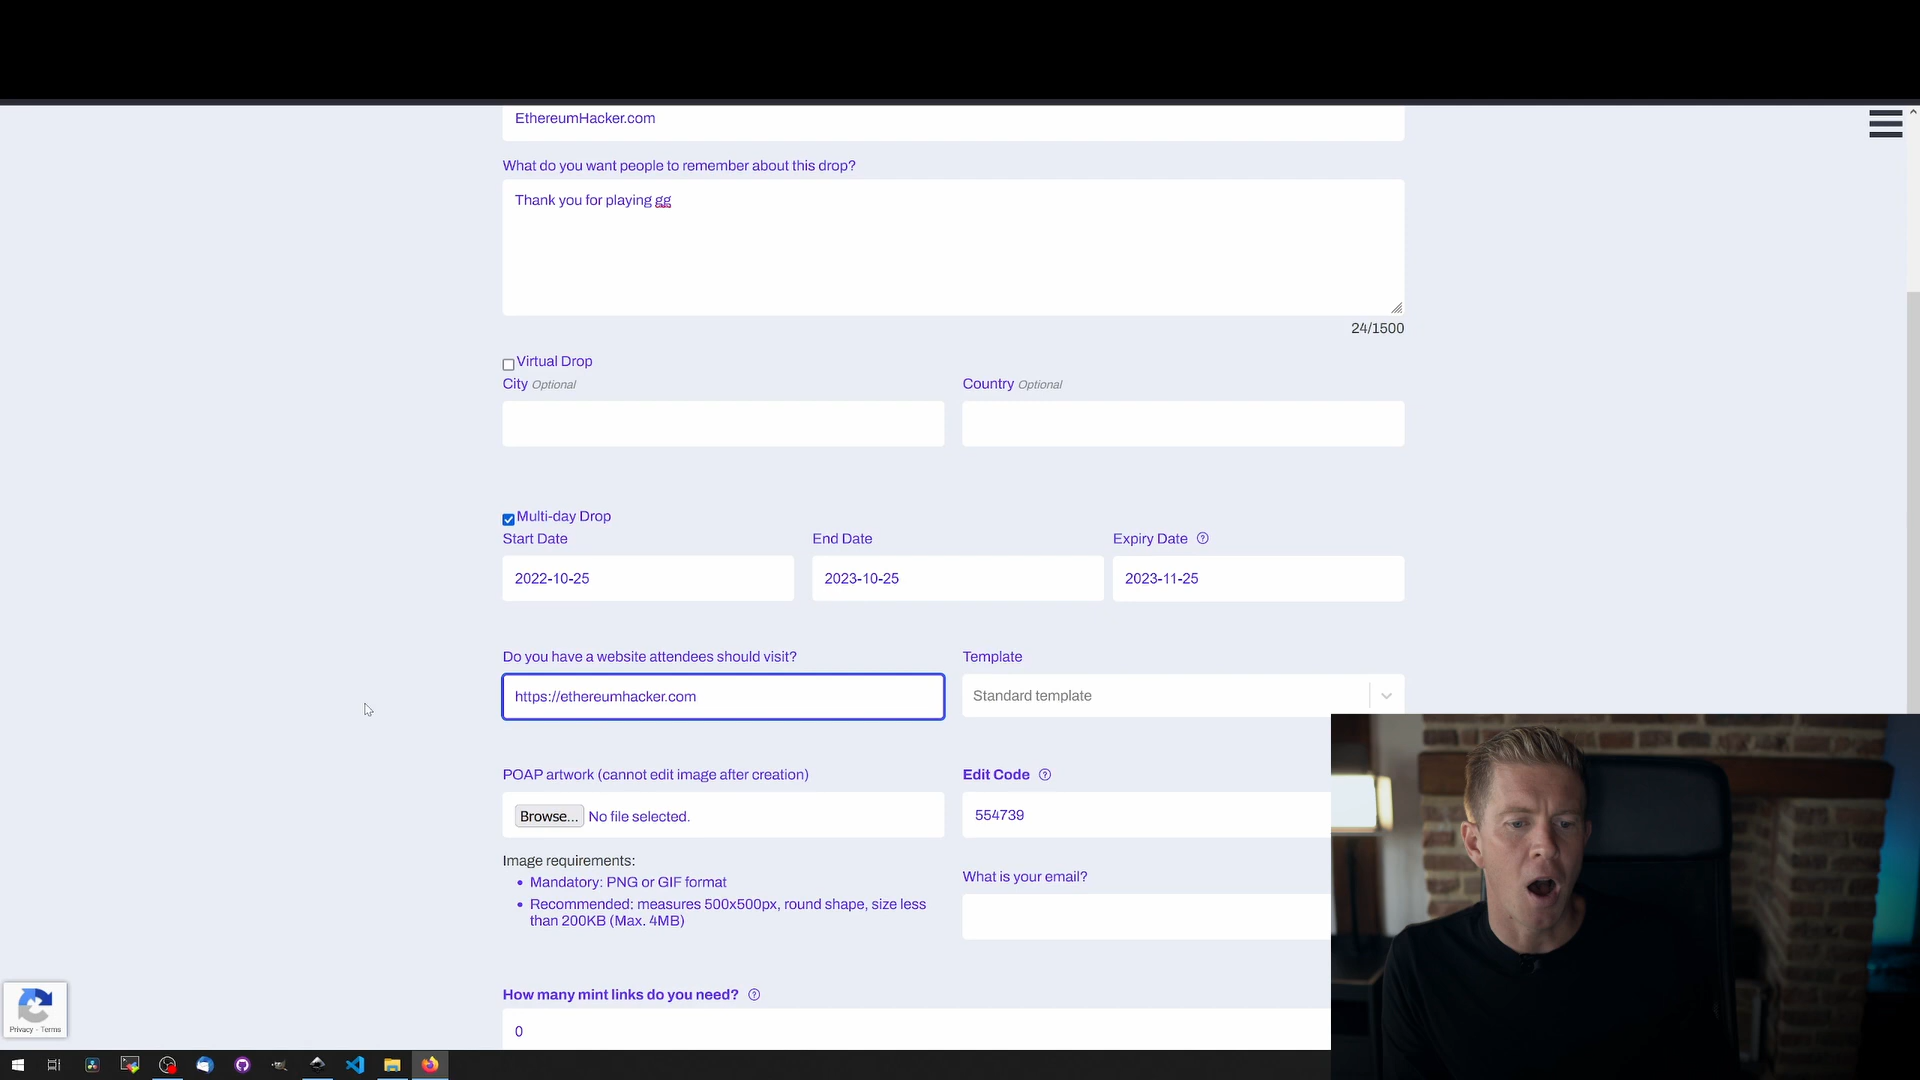 EthereumHacker.com
What do you want people to remember about this drop?
Thank you for playing gg
24/1500
Virtual Drop
City Optional
Country Optional
Multi-day Drop
Start Date
End Date
Expiry Date
2022-10-25
2023-10-25
2023-11-25
Do you have a website attendees should visit?
Template
https://ethereumhacker.com
Standard template
POAP artwork (cannot edit image after creation)
Edit Code
Browse... No file selected.
554739
Image requirements:
Mandatory: PNG or GIF format
What is your email?
Recommended: measures 500x500px, round shape, size less
than 200KB (Max. 4MB)
How many mint links do you need?
0
Privacy - Terms